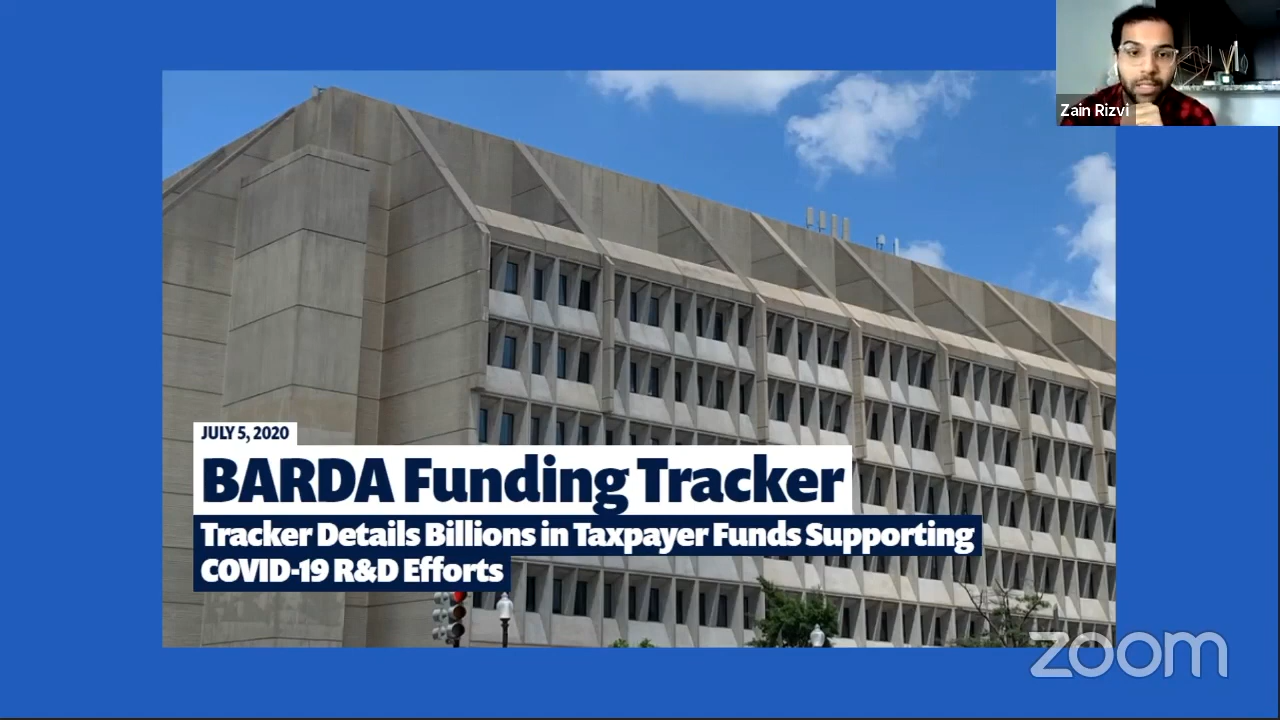 Zain Rizvi
JULY 5, 2020
BARDA Funding Tracker
Tracker Details Billions in Taxpayer Funds Supporting
COVID-19 R&D Efforts
zoom